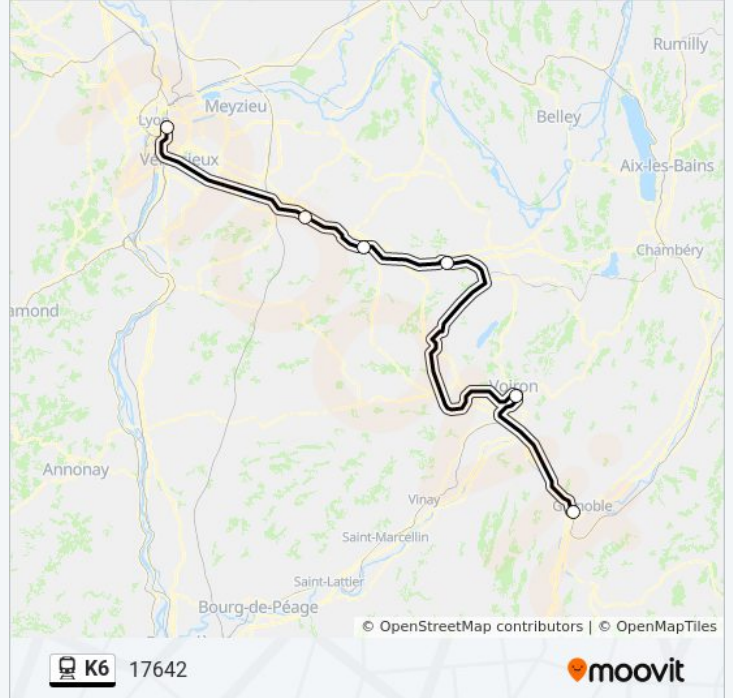 Rumilly
Meyzieu
Lyon
Belley
Vénissieux
Aix-les-Bains
Chambéry
amond
Voiron
Annonay
Vinay
Grenoble
Saint-Marcellin
Saint-Lattier
Bourg-de-Péage
© OpenStreetMap contributors | © OpenMapTiles
K6 17642
moovit